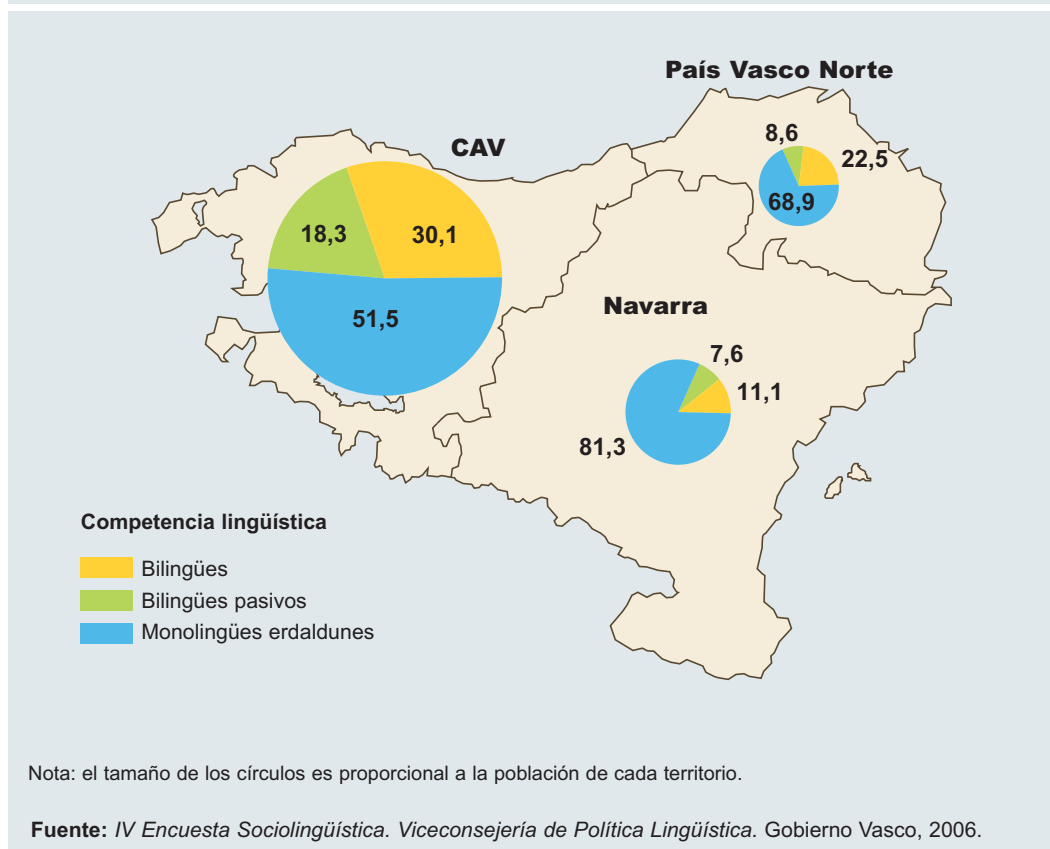 País Vasco Norte
8,6
22,5
68,9
CAV
18,3
30,1
51,5
Navarra
7,6
11,1
81,3
Competencia lingüística
Bilingües
Bilingües pasivos
Monolingües erdaldunes
Nota: el tamaño de los círculos es proporcional a la población de cada territorio.
Fuente: IV Encuesta Sociolingüística. Viceconsejería de Política Lingüística. Gobierno Vasco, 2006.